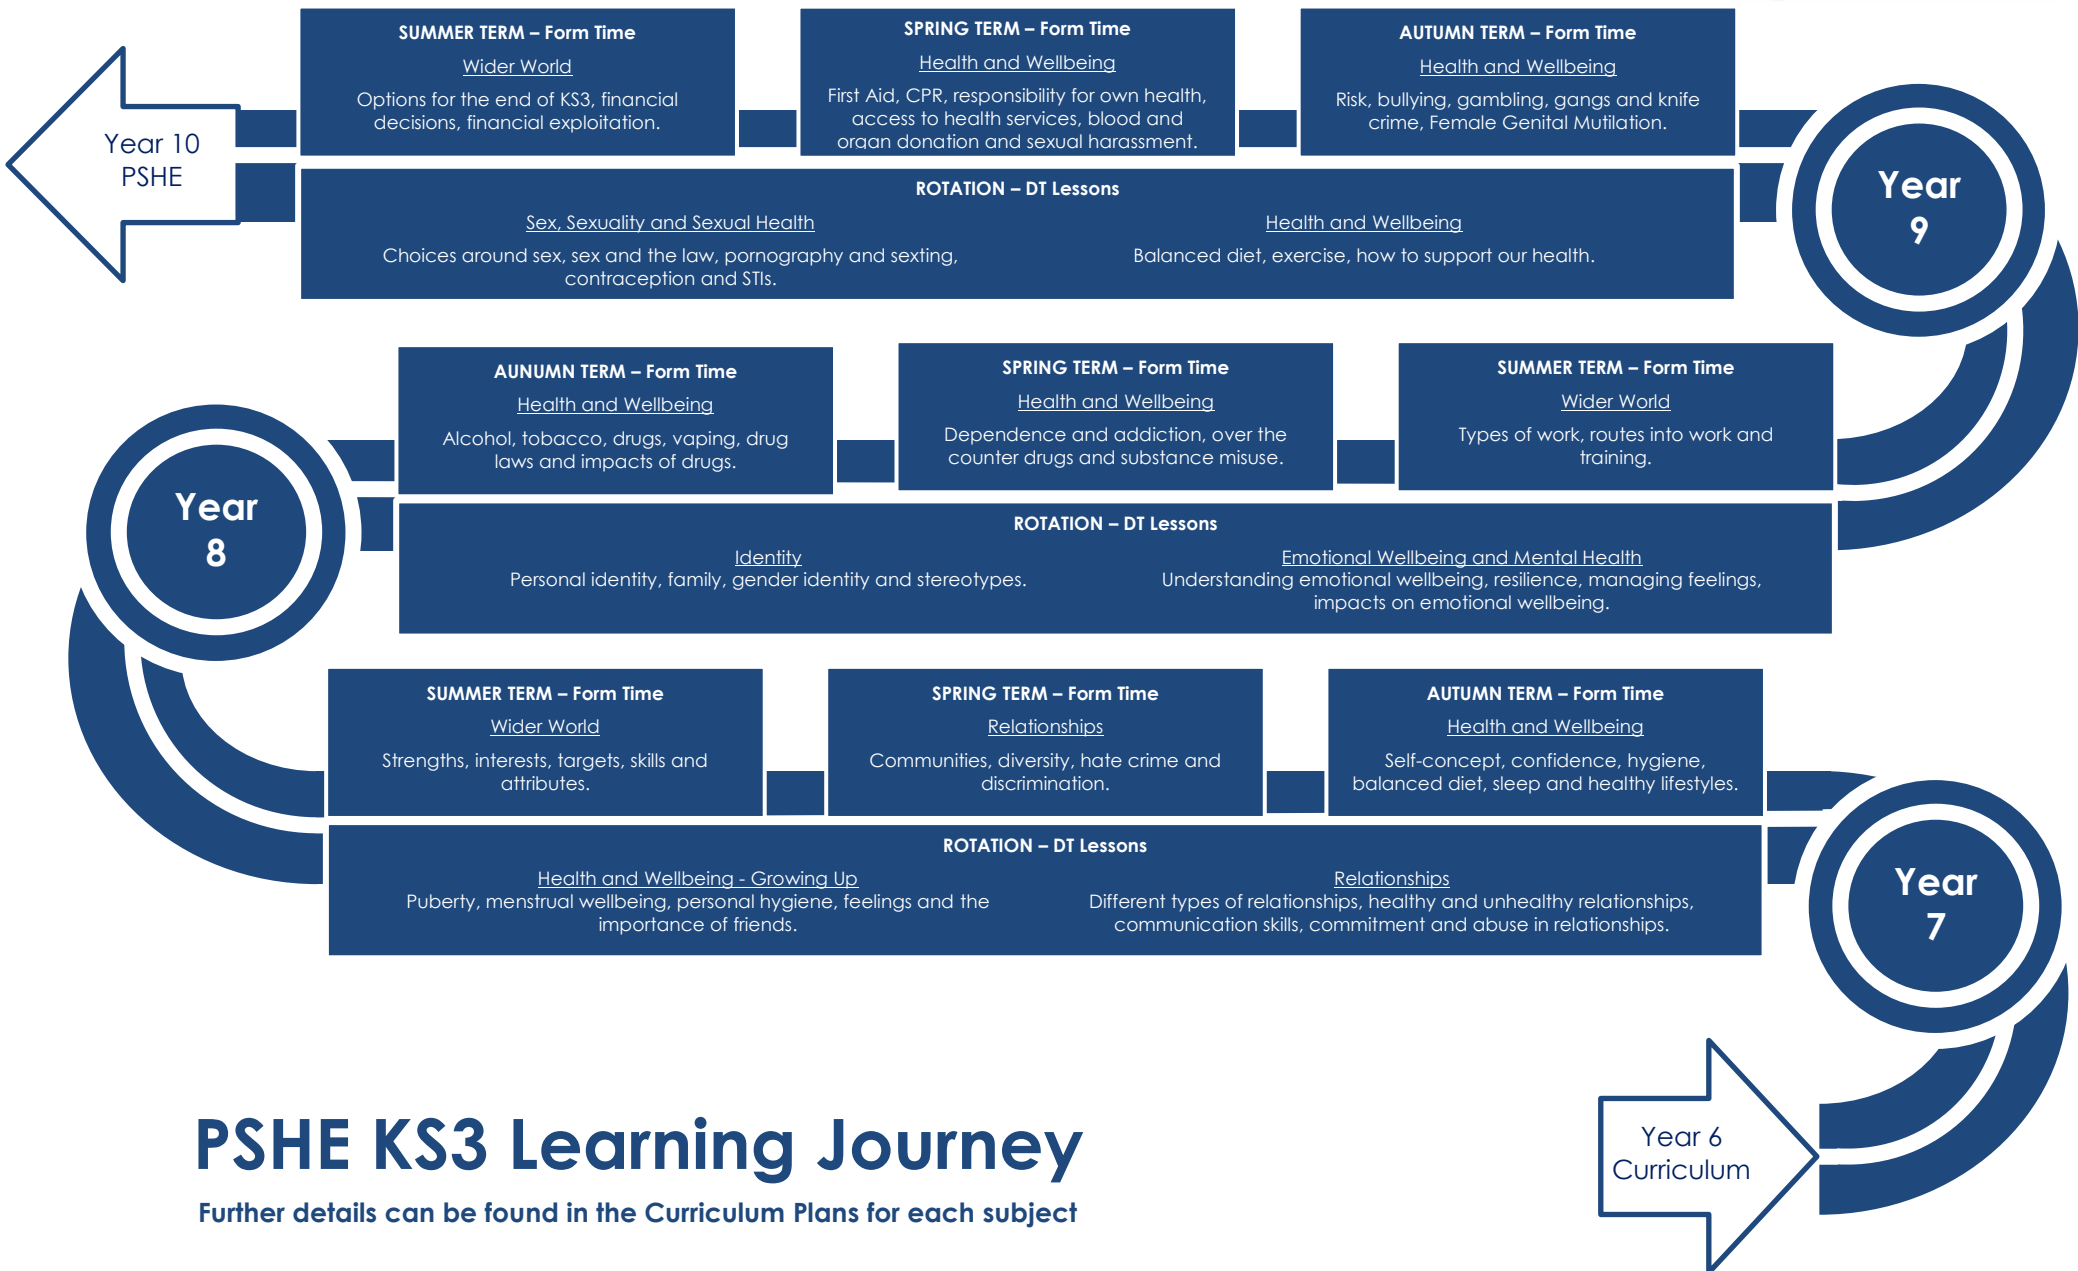 SUMMER TERM – Form Time
Wider World
Options for the end of KS3, financial
decisions, financial exploitation.
SPRING TERM – Form Time
Health and Wellbeing
First Aid, CPR, responsibility for own health,
access to health services, blood and
organ donation and sexual harassment.
AUTUMN TERM – Form Time
Health and Wellbeing
Risk, bullying, gambling, gangs and knife
crime, Female Genital Mutilation.
Year 10
PSHE
Year
9
ROTATION – DT Lessons
Sex, Sexuality and Sexual Health
Choices around sex, sex and the law, pornography and sexting,
contraception and STIs.
Health and Wellbeing
Balanced diet, exercise, how to support our health.
AUNUMN TERM – Form Time
Health and Wellbeing
Alcohol, tobacco, drugs, vaping, drug
laws and impacts of drugs.
SPRING TERM – Form Time
Health and Wellbeing
Dependence and addiction, over the
counter drugs and substance misuse.
SUMMER TERM – Form Time
Wider World
Types of work, routes into work and
training.
Year
8
ROTATION – DT Lessons
Identity
Personal identity, family, gender identity and stereotypes.
Emotional Wellbeing and Mental Health
Understanding emotional wellbeing, resilience, managing feelings,
impacts on emotional wellbeing.
SUMMER TERM – Form Time
Wider World
Strengths, interests, targets, skills and
attributes.
SPRING TERM – Form Time
Relationships
Communities, diversity, hate crime and
discrimination.
AUTUMN TERM – Form Time
Health and Wellbeing
Self-concept, confidence, hygiene,
balanced diet, sleep and healthy lifestyles.
ROTATION – DT Lessons
Health and Wellbeing - Growing Up
Puberty, menstrual wellbeing, personal hygiene, feelings and the
importance of friends.
Relationships
Different types of relationships, healthy and unhealthy relationships,
communication skills, commitment and abuse in relationships.
Year
7
Year 6
Curriculum
PSHE KS3 Learning Journey
Further details can be found in the Curriculum Plans for each subject